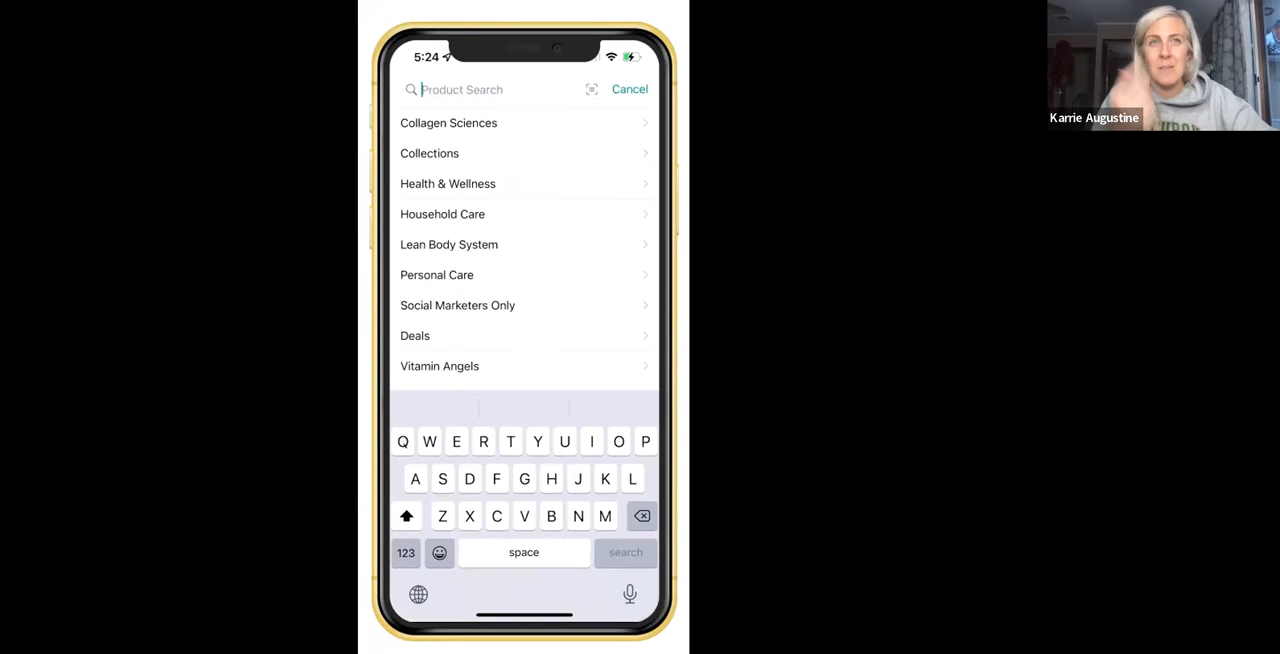 5:24
Product Search
Cancel
Collagen Sciences
Collections
Health & Wellness
Household Care
Lean Body System
Personal Care
Social Marketers Only
Deals
Vitamin Angels
Q W E R T Y U I O P
A S D F G H J K L
Z X C V B N M
123 space search
Karrie Augustine